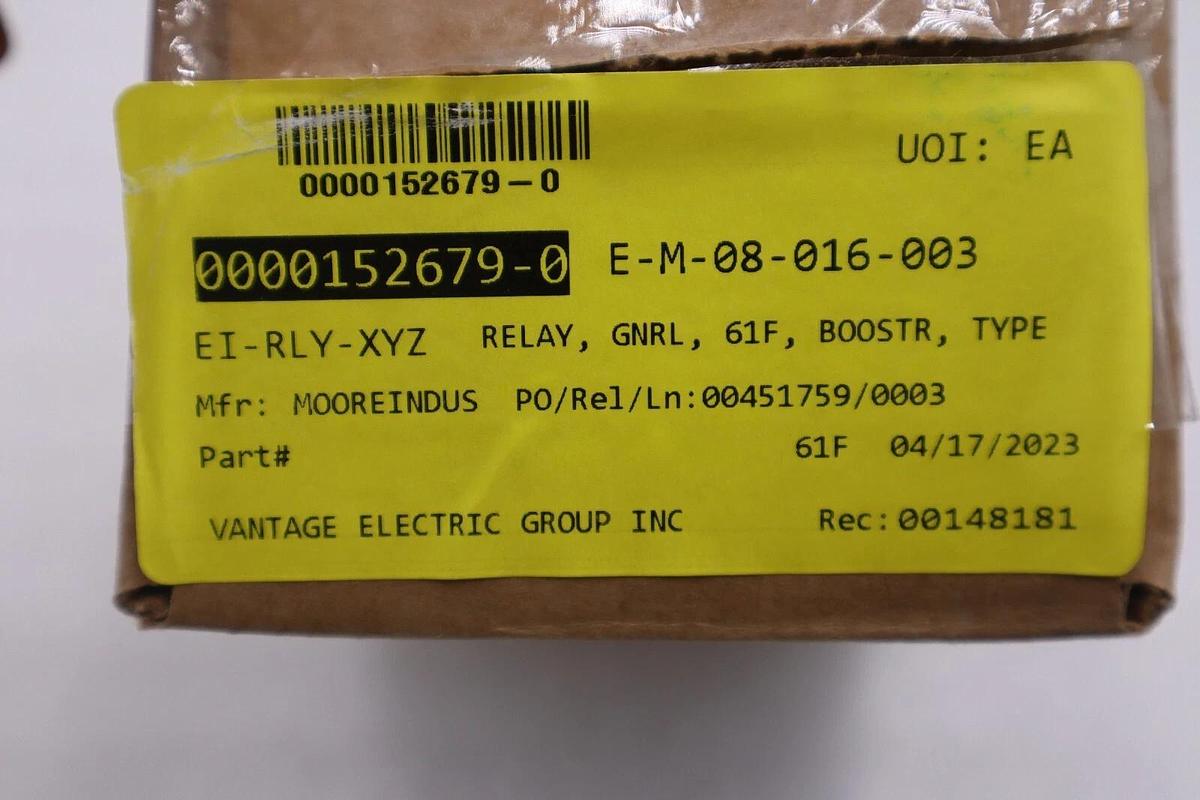 0000152679-0
UOI: EA
0000152679-0 E-M-08-016-003
EI-RLY-XYZ RELAY, GNRL, 61F, BOOSTR, TYPE
Mfr: MOOREINDUS PO/Rel/Ln:00451759/0003
Part# 61F 04/17/2023
VANTAGE ELECTRIC GROUP INC Rec:00148181